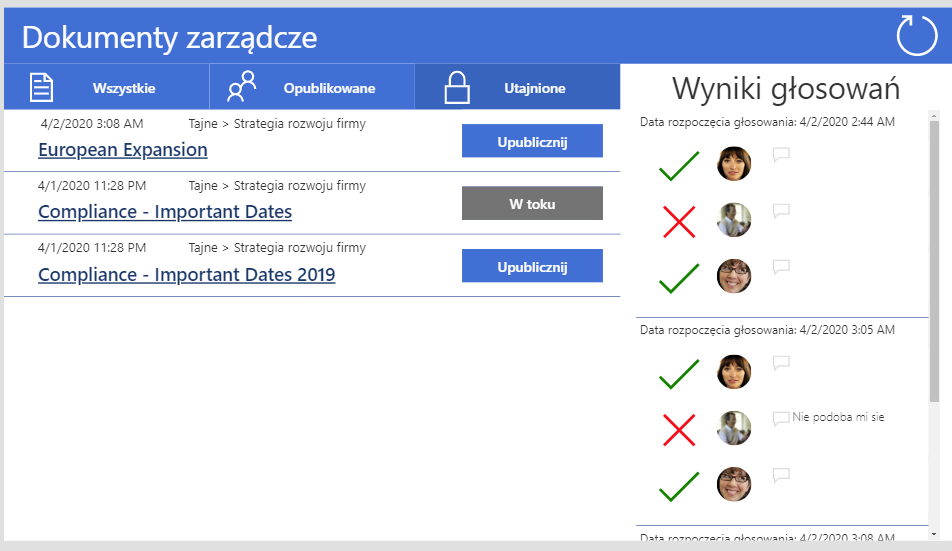 Dokumenty zarządcze
Wszystkie
Opublikowane
Utajnione
4/2/2020 3:08 AM
Tajne > Strategia rozwoju firmy
European Expansion
Upublicznij
4/1/2020 11:28 PM
Tajne > Strategia rozwoju firmy
Compliance - Important Dates
W toku
4/1/2020 11:28 PM
Tajne > Strategia rozwoju firmy
Compliance - Important Dates 2019
Upublicznij
Wyniki głosowań
Data rozpoczęcia głosowania: 4/2/2020 2:44 AM
Data rozpoczęcia głosowania: 4/2/2020 3:05 AM
Nie podoba mi sie
Data rozpoczęcia głosowania: 4/2/2020 3:08 AM